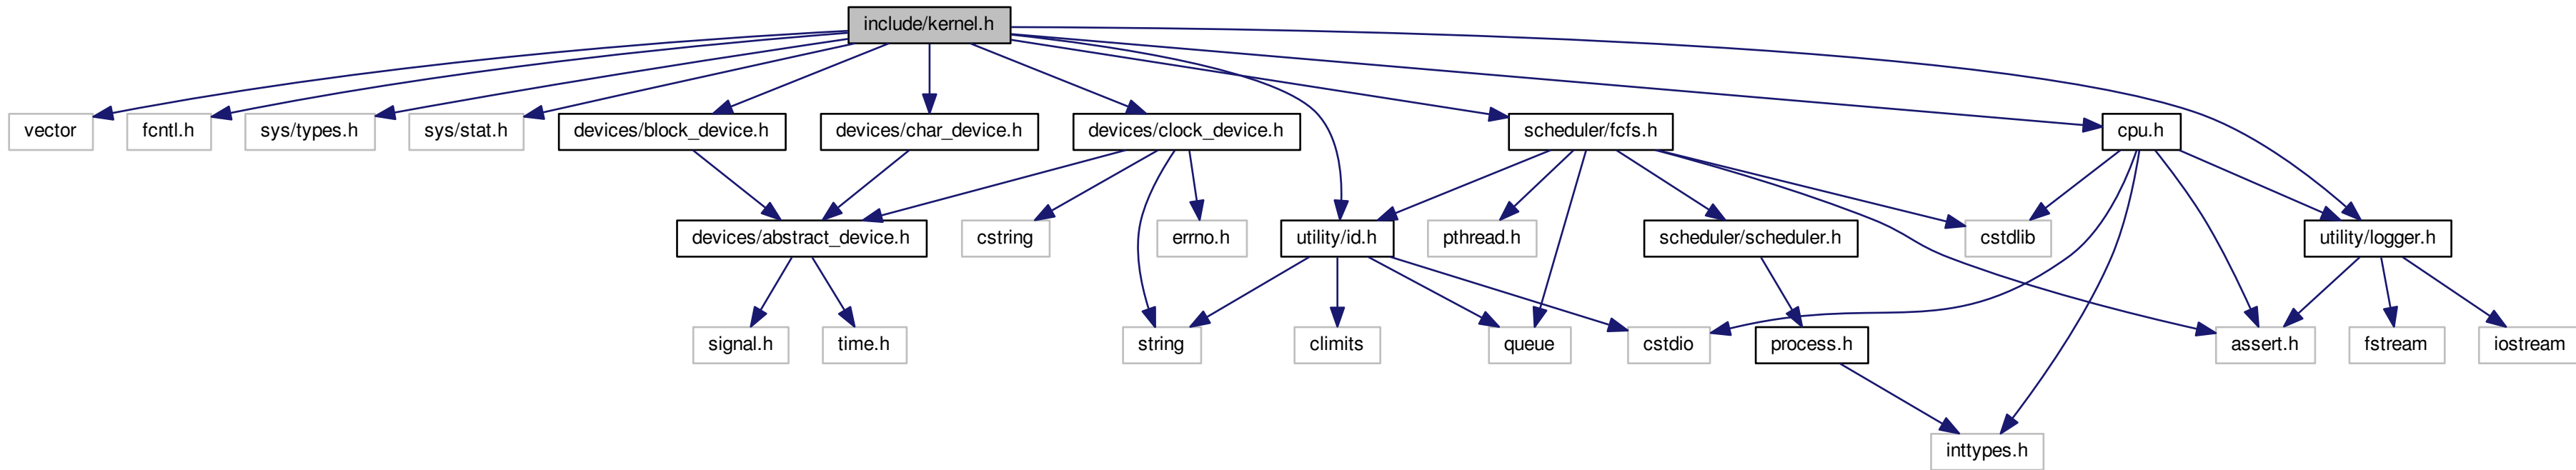 include/kernel.h
vector
fcntl.h
sys/types.h
sys/stat.h
devices/block_device.h
devices/char_device.h
devices/clock_device.h
scheduler/fcfs.h
cpu.h
devices/abstract_device.h
cstring
errno.h
utility/id.h
pthread.h
scheduler/scheduler.h
cstdlib
utility/logger.h
signal.h
time.h
string
climits
queue
cstdio
process.h
assert.h
fstream
iostream
inttypes.h